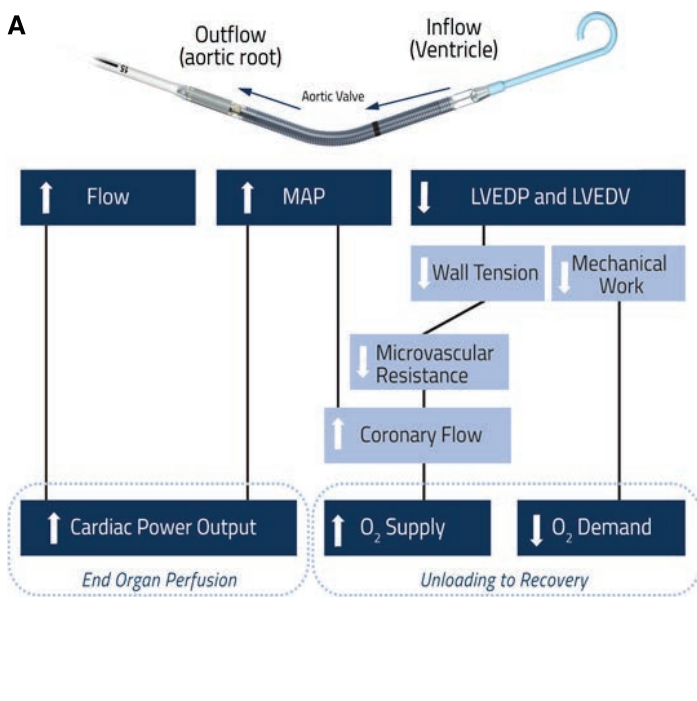 A
Outflow
(aortic root)
Inflow
(Ventricle)
Aortic Valve
15
Flow
MAP
LVEDP and LVEDV
Wall Tension
Mechanical
Work
Microvascular
Resistance
Coronary Flow
Cardiac Power Output
O₂ Supply
O₂ Demand
End Organ Perfusion
Unloading to Recovery